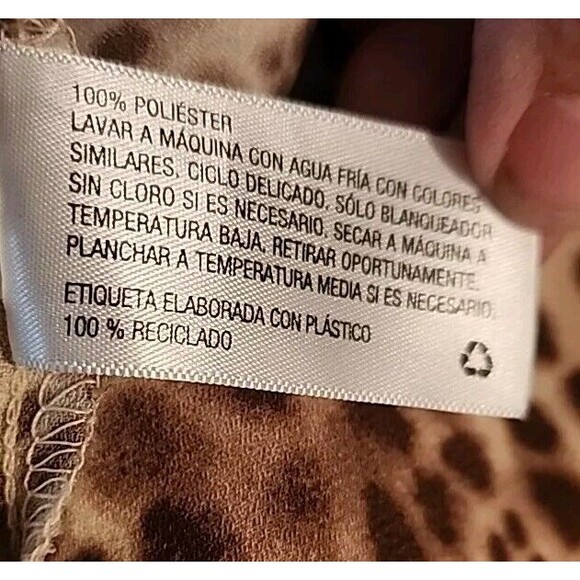 100% POLIÉSTER
LAVAR A MÁQUINA CON AGUA FRÍA CON COLORES
SIMILARES, CICLO DELICADO, SÓLO BLANQUEADOR
SIN CLORO SI ES NECESARIO. SECAR A MÁQUINA A
TEMPERATURA BAJA. RETIRAR OPORTUNAMENTE.
PLANCHAR A TEMPERATURA MEDIA SI ES NECESARIO.
ETIQUETA ELABORADA CON PLÁSTICO
100 % RECICLADO